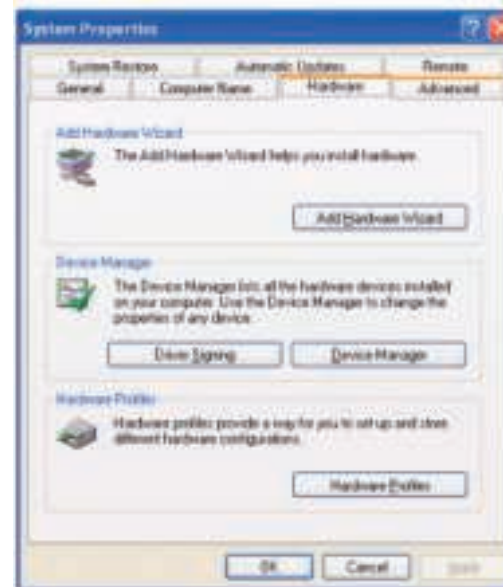 System Properties
System Restore Automatic Updates Remote
General Computer Name Hardware Advanced
Add Hardware Wizard
The Add Hardware Wizard helps you install hardware.
Add Hardware Wizard
Device Manager
The Device Manager lists all the hardware devices installed
on your computer. Use the Device Manager to change the
properties of any device.
Driver Signing Device Manager
Hardware Profiles
Hardware profiles provide a way for you to set up and store
different hardware configurations.
Hardware Profiles
OK Cancel Apply